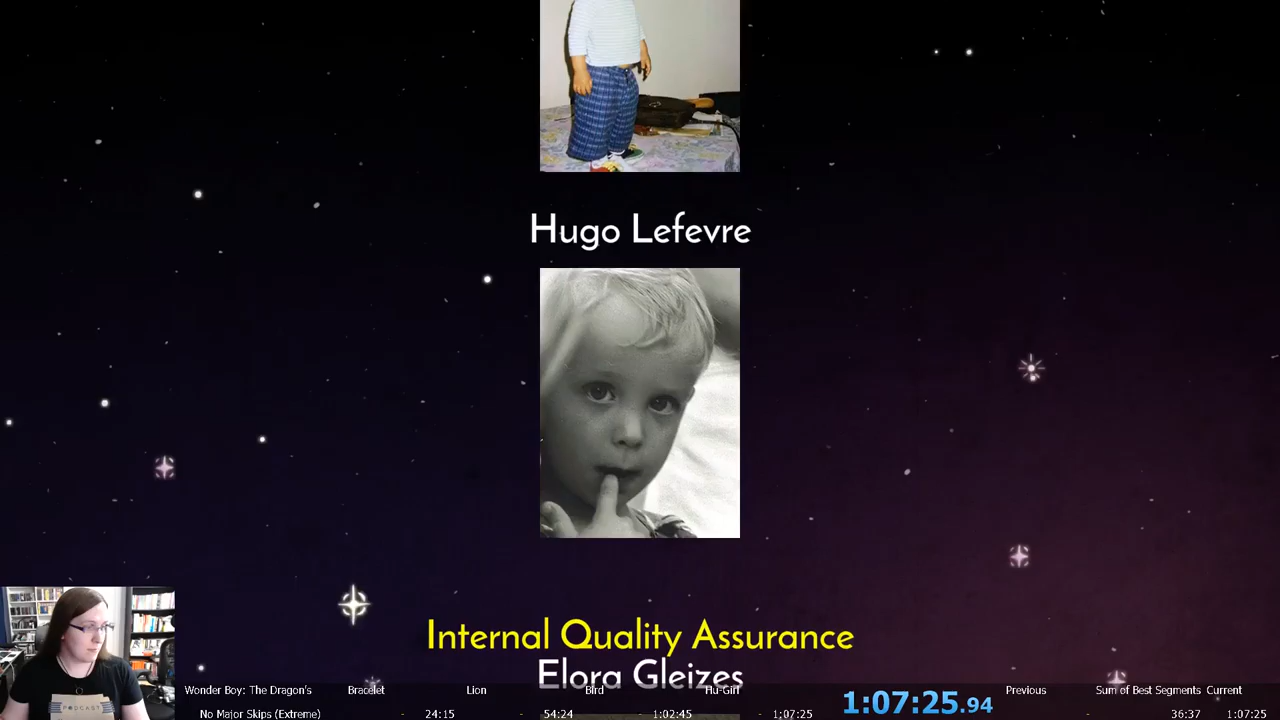 Hugo Lefevre
Internal Quality Assurance
Elora Gleizes
Wonder Boy: The Dragon's Bracelet Lion Bird Hu-Girl 1:07:25.94 Previous Sum of Best Segments Current
No Major Skips (Extreme) - 24:15 - 54:24 - 1:02:45 - 1:07:25 - 36:37 1:07:25
PODCAST